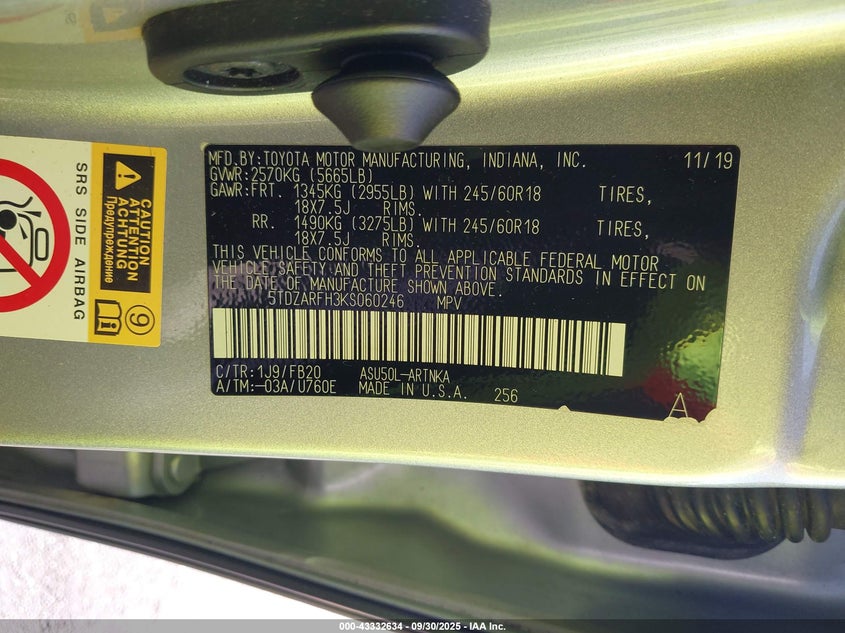 SRS SIDE AIRBAG
CAUTION
ATTENTION
ACHTUNG
Предупреждение
9
MFD.BY:TOYOTA MOTOR MANUFACTURING, INDIANA, INC. 11/19
GVWR:2570KG (5665LB)
GAWR:FRT. 1345KG (2955LB) WITH 245/60R18 TIRES,
18X7.5J RIMS.
RR. 1490KG (3275LB) WITH 245/60R18 TIRES,
18X7.5J RIMS.
THIS VEHICLE CONFORMS TO ALL APPLICABLE FEDERAL MOTOR
VEHICLE SAFETY AND THEFT PREVENTION STANDARDS IN EFFECT ON
THE DATE OF MANUFACTURE SHOWN ABOVE.
5TDZARFH3KS060246 MPV
C/TR:1J9/FB20 ASU50L-ARTNKA
A/TM:-03A/U760E MADE IN U.S.A. 256
A
000-43332634 - 09/30/2025 - IAA Inc.